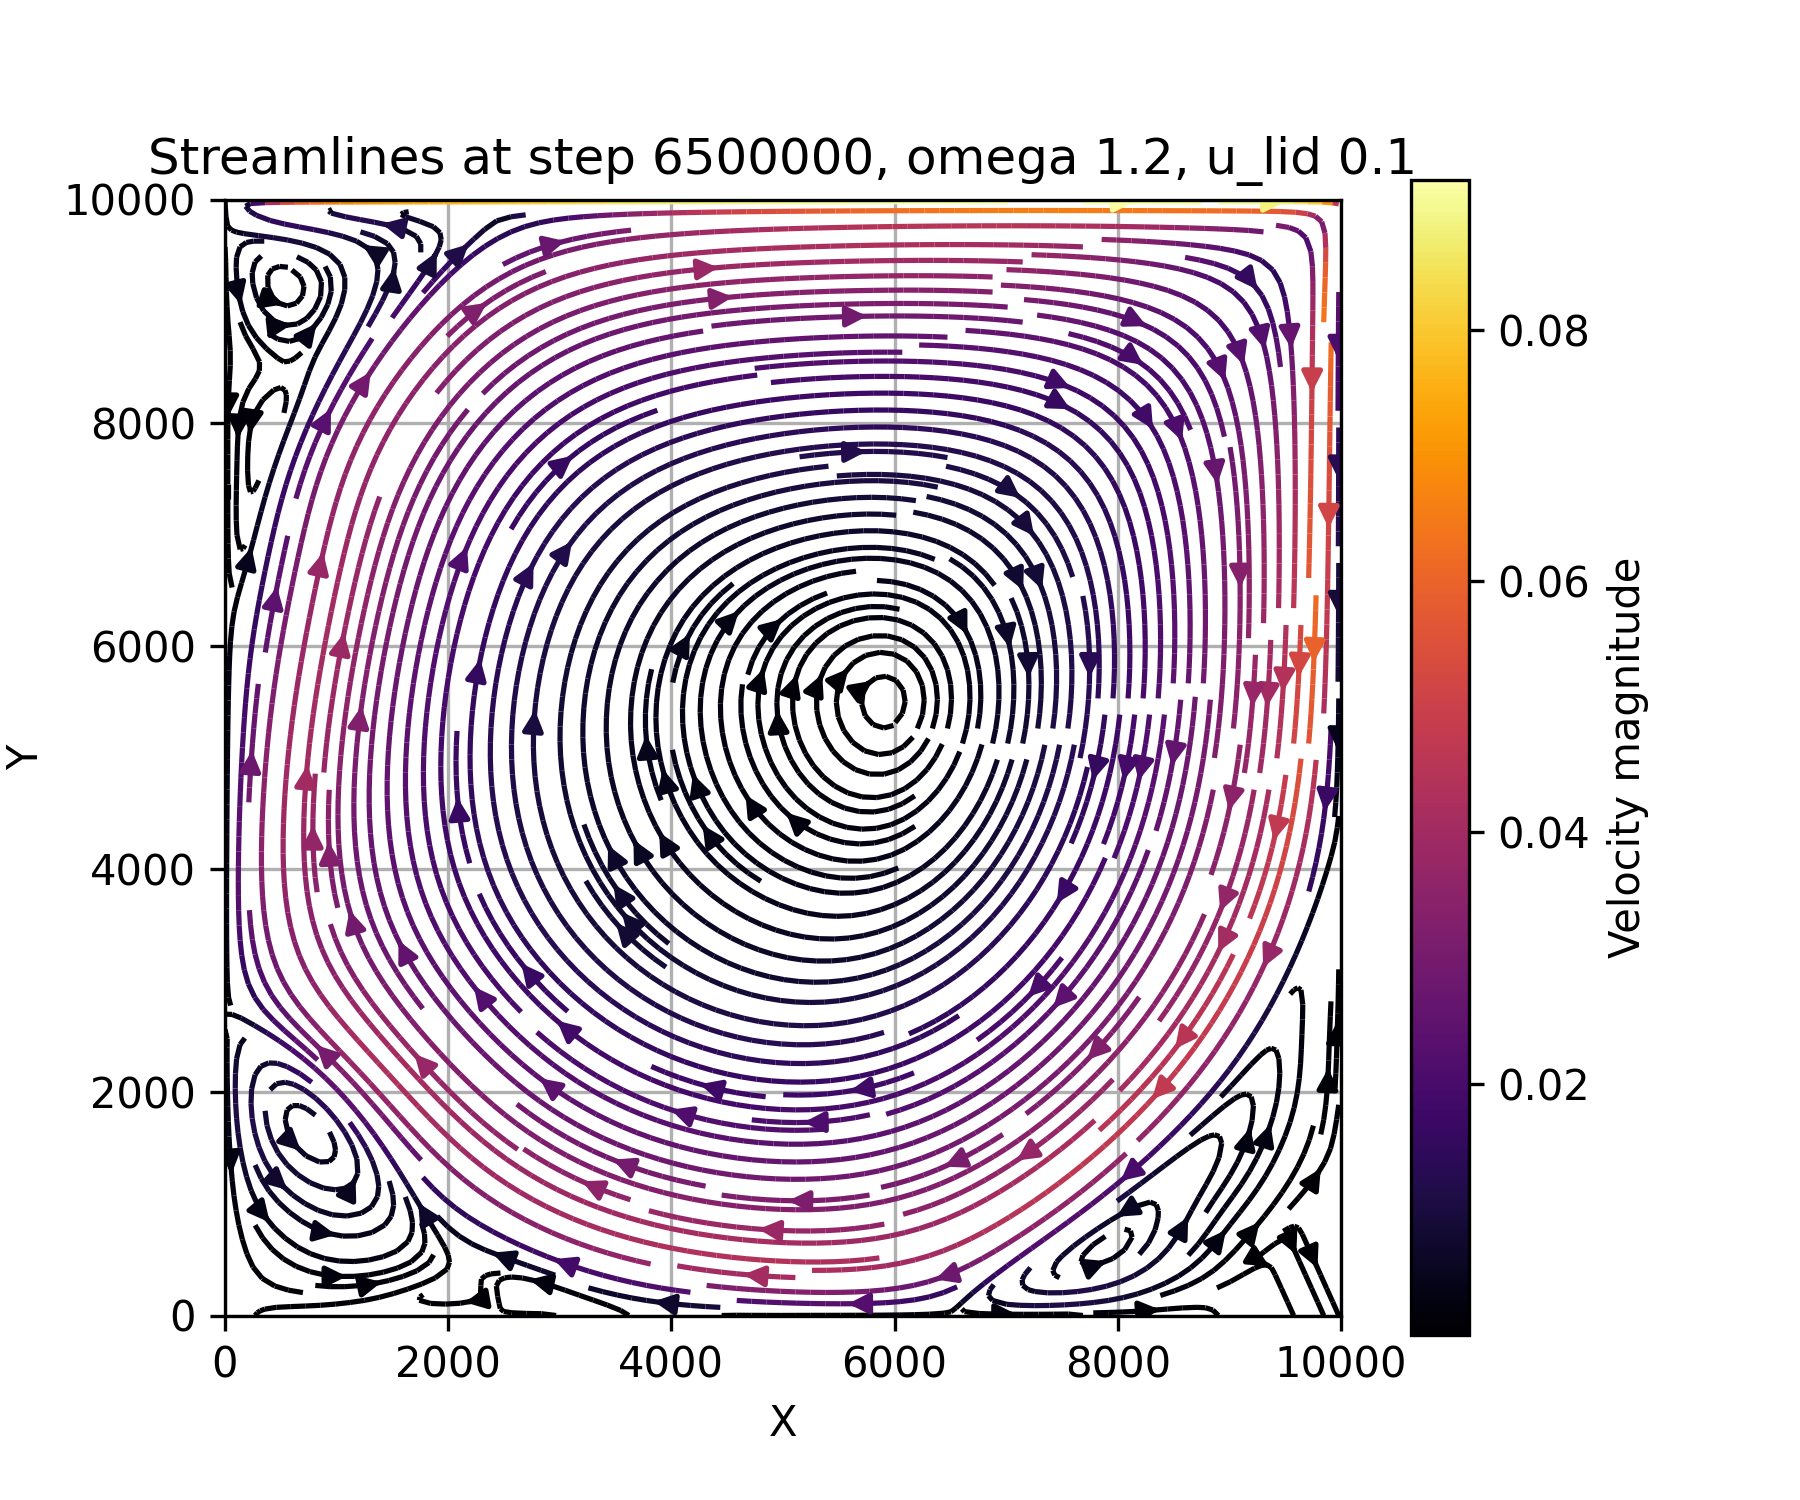 Streamlines at step 6500000, omega 1.2, u_lid 0.1
10000
8000
6000
4000
2000
0
Y
0 2000 4000 6000 8000 10000
X
0.08
0.06
0.04
0.02
Velocity magnitude